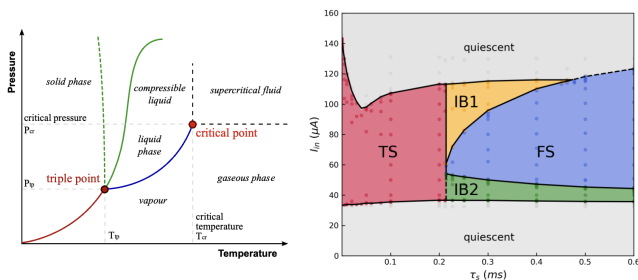 Pressure
solid phase
compressible
liquid
supercritical fluid
critical pressure
Pcr
critical point
liquid
phase
triple point
Ptp
gaseous phase
vapour
critical
temperature
Ttp
Tcr
Temperature
160
140
120
100
80
60
40
20
0
Iin (μA)
quiescent
IB1
TS
FS
IB2
quiescent
0.1
0.2
0.3
0.4
0.5
0.6
τs (ms)